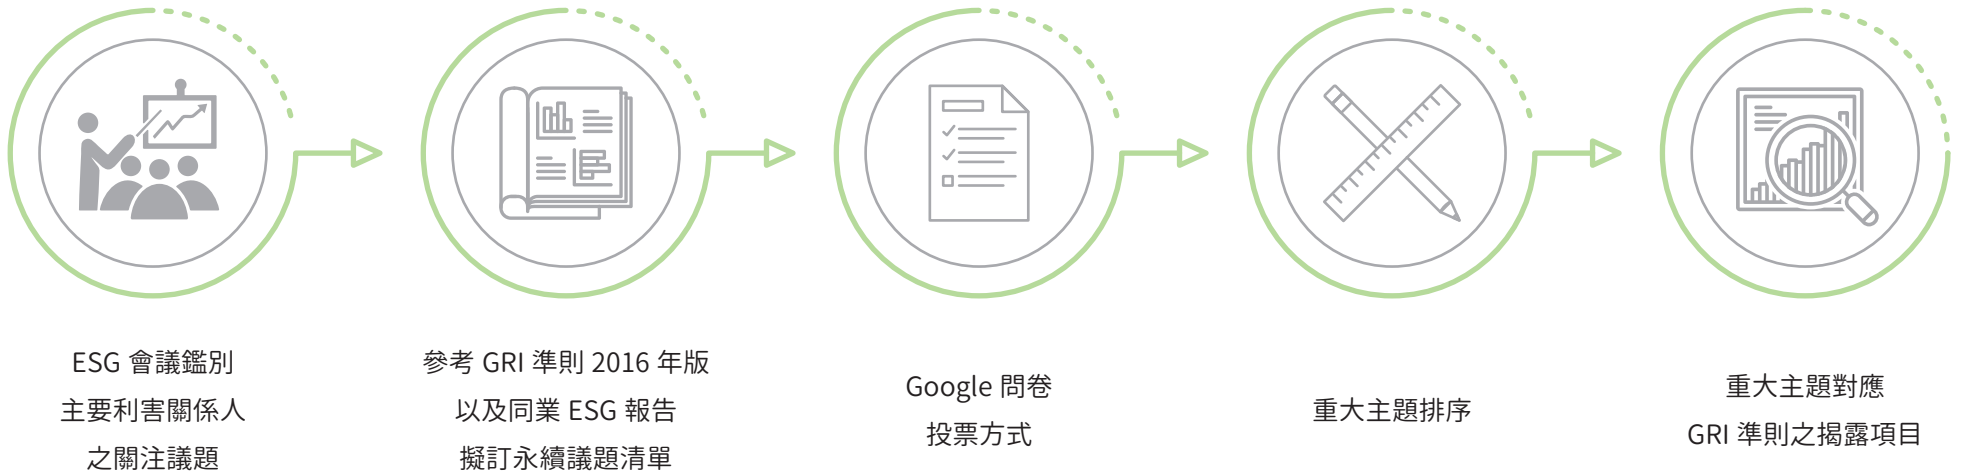 ESG 會議鑑別
主要利害關係人
之關注議題
參考 GRI 準則 2016 年版
以及同業 ESG 報告
擬訂永續議題清單
Google 問卷
投票方式
重大主題排序
重大主題對應
GRI 準則之揭露項目